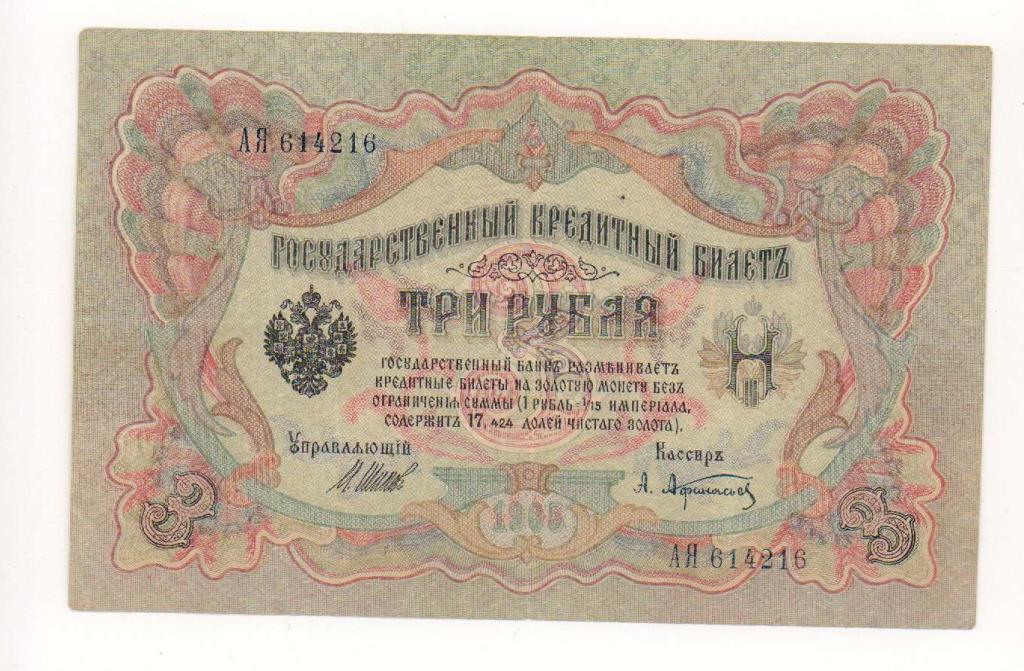 АЯ 614216
ГОСУДАРСТВЕННЫЙ КРЕДИТНЫЙ БИЛЕТЪ
ТРИ РУБЛЯ
ГОСУДАРСТВЕННЫЙ БАНКЪ РАЗМѢНИВАЕТЪ
КРЕДИТНЫЕ БИЛЕТЫ НА ЗОЛОТУЮ МОНЕТУ БЕЗЪ
ОГРАНИЧЕНІЯ СУММЫ (1 РУБЛЬ = 1/15 ИМПЕРІАЛА,
СОДЕРЖИТЪ 17,424 ДОЛЕЙ ЧИСТАГО ЗОЛОТА).
Управляющій Кассиръ
И. Шипов А. Афанасьев
3 1905 3
АЯ 614216